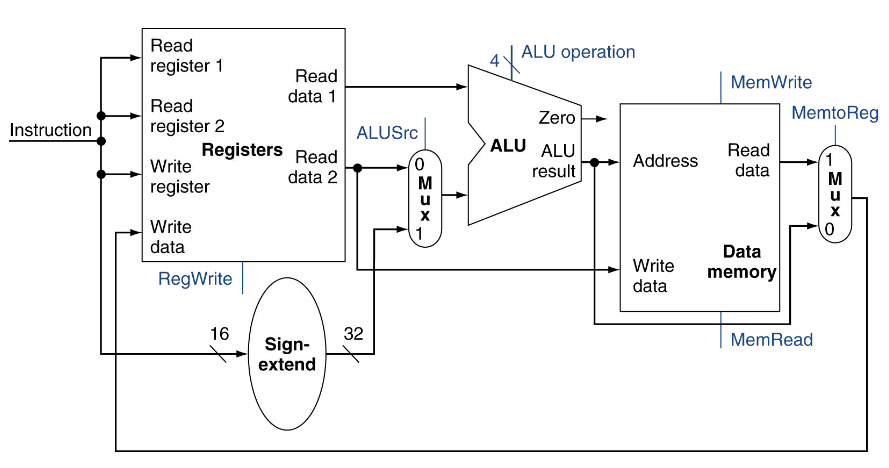 Instruction
Read
register 1
Read
register 2
Write
register
Write
data
Registers
Read
data 1
Read
data 2
RegWrite
16
Sign-
extend
32
ALUSrc
0
M
u
x
1
4
ALU operation
Zero
ALU
ALU
result
MemWrite
Address
Read
data
Write
data
Data
memory
MemRead
MemtoReg
1
M
u
x
0